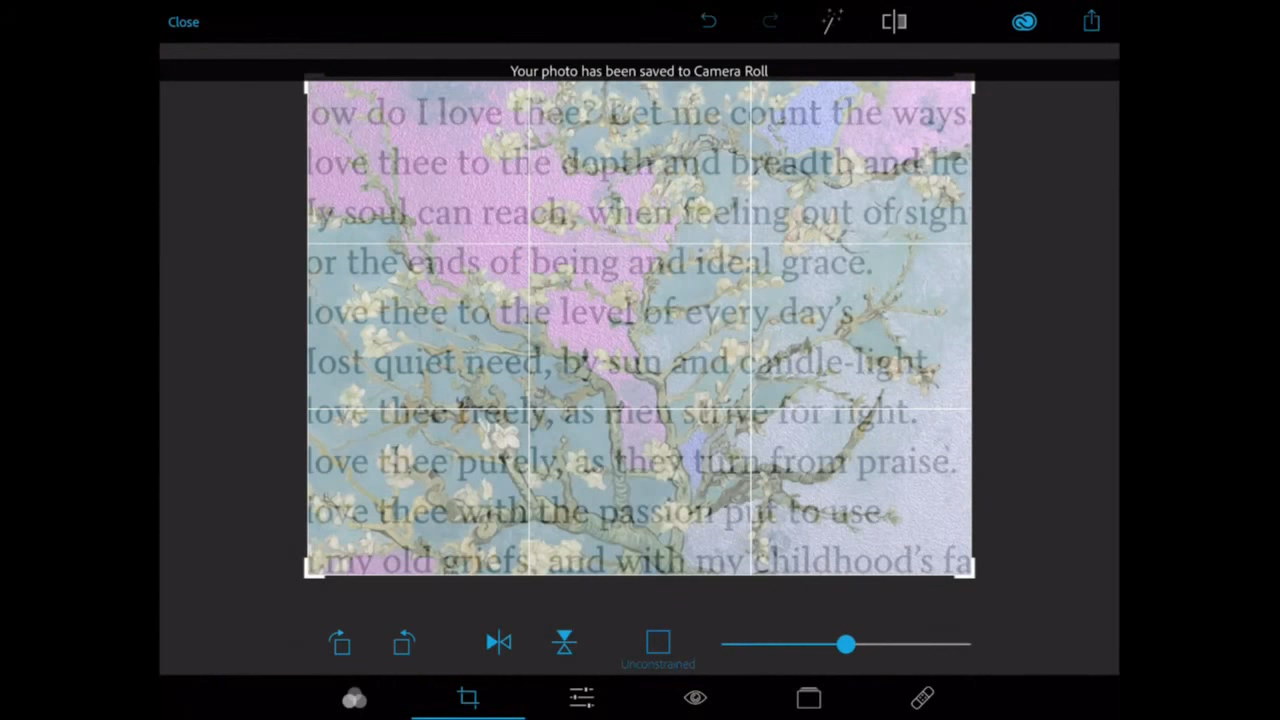 Close
Your photo has been saved to Camera Roll
ow do I love thee? Let me count the ways.
love thee to the depth and breadth and he
y soul can reach, when feeling out of sigh
or the ends of being and ideal grace.
love thee to the level of every day's
ost quiet need, by sun and candle-light.
love thee freely, as men strive for right.
love thee purely, as they turn from praise.
love thee with the passion put to use
my old griefs, and with my childhood's fa
Unconstrained